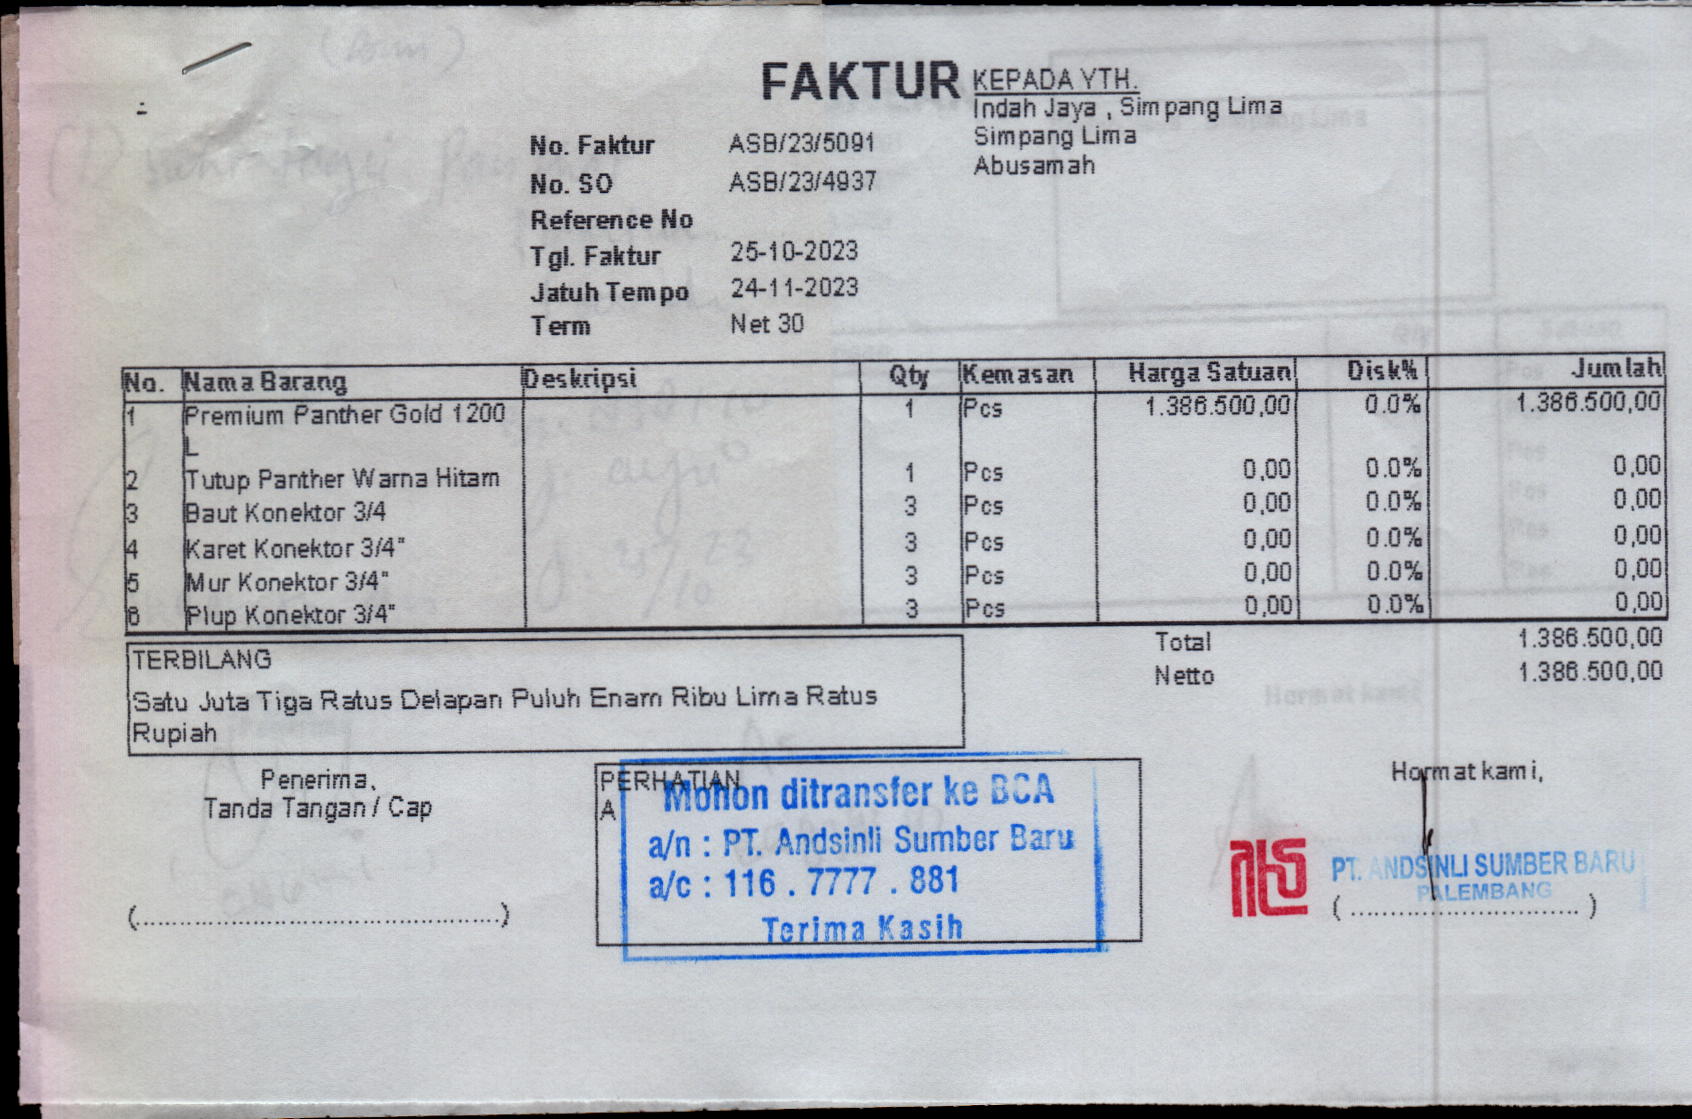 FAKTUR
KEPADA YTH.
Indah Jaya , Simpang Lima
Simpang Lima
Abusamah
No. Faktur ASB/23/5091
No. SO ASB/23/4937
Reference No
Tgl. Faktur 25-10-2023
Jatuh Tempo 24-11-2023
Term Net 30
No. Nama Barang Deskripsi Qty Kemasan Harga Satuan Disk% Jumlah
1 Premium Panther Gold 1200 1 Pcs 1.386.500,00 0.0% 1.386.500,00
L
2 Tutup Panther Warna Hitam 1 Pcs 0,00 0.0% 0,00
3 Baut Konektor 3/4 3 Pcs 0,00 0.0% 0,00
4 Karet Konektor 3/4" 3 Pcs 0,00 0.0% 0,00
5 Mur Konektor 3/4" 3 Pcs 0,00 0.0% 0,00
6 Plup Konektor 3/4" 3 Pcs 0,00 0.0% 0,00
Total 1.386.500,00
Netto 1.386.500,00
TERBILANG
Satu Juta Tiga Ratus Delapan Puluh Enam Ribu Lima Ratus
Rupiah
Penerima,
Tanda Tangan / Cap
(............................................)
PERHATIAN
A
Mohon ditransfer ke BCA
a/n : PT. Andsinli Sumber Baru
a/c : 116 . 7777 . 881
Terima Kasih
Hormat kami,
PT. ANDSINLI SUMBER BARU
PALEMBANG
( ............................ )